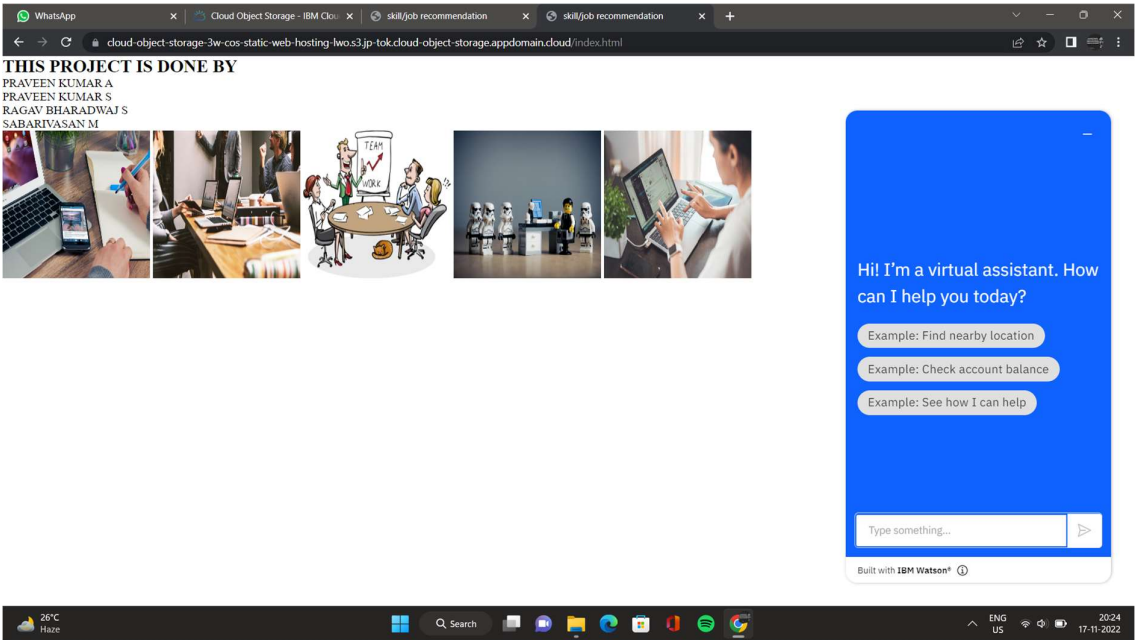 WhatsApp
Cloud Object Storage - IBM Clou
skill/job recommendation
skill/job recommendation
cloud-object-storage-3w-cos-static-web-hosting-lwo.s3.jp-tok.cloud-object-storage.appdomain.cloud/index.html
THIS PROJECT IS DONE BY
PRAVEEN KUMAR A
PRAVEEN KUMAR S
RAGAV BHARADWAJ S
SABARIVASAN M
TEAM
WORK
Hi! I'm a virtual assistant. How
can I help you today?
Example: Find nearby location
Example: Check account balance
Example: See how I can help
Type something...
Built with IBM Watson®
26°C
Haze
Search
ENG
US
20:24
17-11-2022